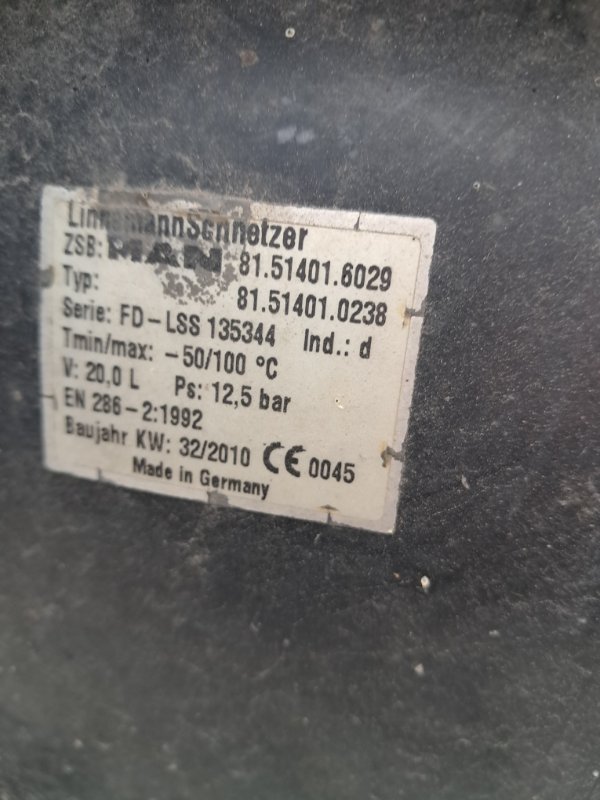 LinnemannSchnetzer
ZSB: MAN 81.51401.6029
Typ: 81.51401.0238
Serie: FD-LSS 135344 Ind.: d
Tmin/max: -50/100 °C
V: 20,0 L Ps: 12,5 bar
EN 286-2:1992
Baujahr KW: 32/2010 CE 0045
Made in Germany